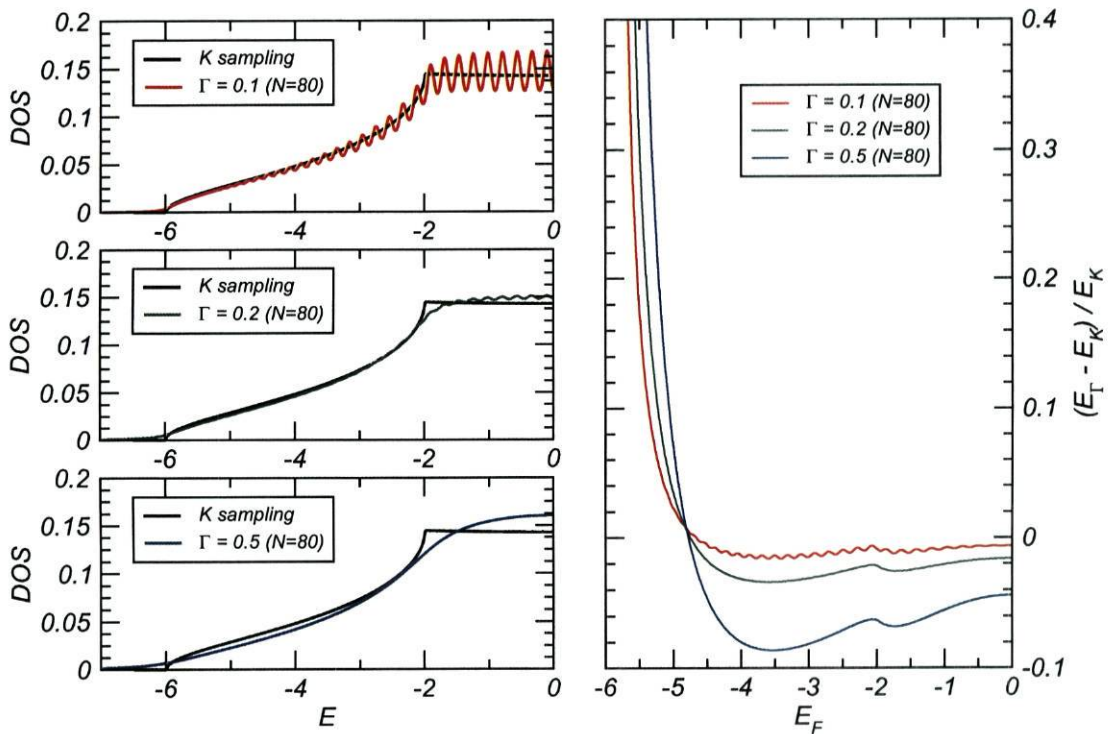 0.2
0.15
0.1
0.05
0
DOS
K sampling
Γ = 0.1 (N=80)
-6
-4
-2
0
0.2
0.15
0.1
0.05
0
DOS
K sampling
Γ = 0.2 (N=80)
-6
-4
-2
0
0.2
0.15
0.1
0.05
0
DOS
K sampling
Γ = 0.5 (N=80)
-6
-4
-2
0
E
Γ = 0.1 (N=80)
Γ = 0.2 (N=80)
Γ = 0.5 (N=80)
0.4
0.3
0.2
0.1
0
-0.1
(E_Γ - E_K) / E_K
-6
-5
-4
-3
-2
-1
0
E_F